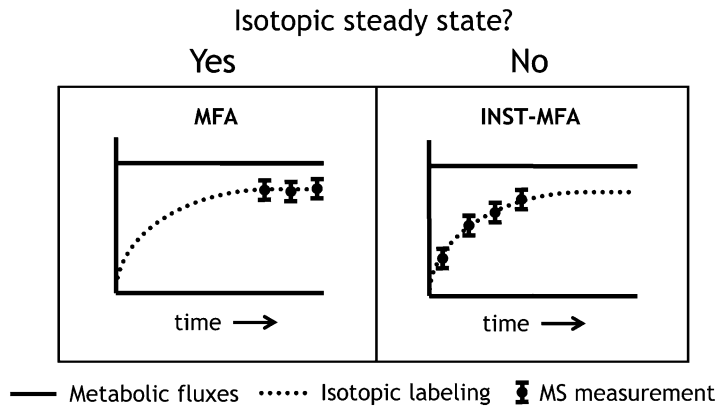 Isotopic steady state?
Yes
No
MFA
INST-MFA
time
time
Metabolic fluxes
Isotopic labeling
MS measurement